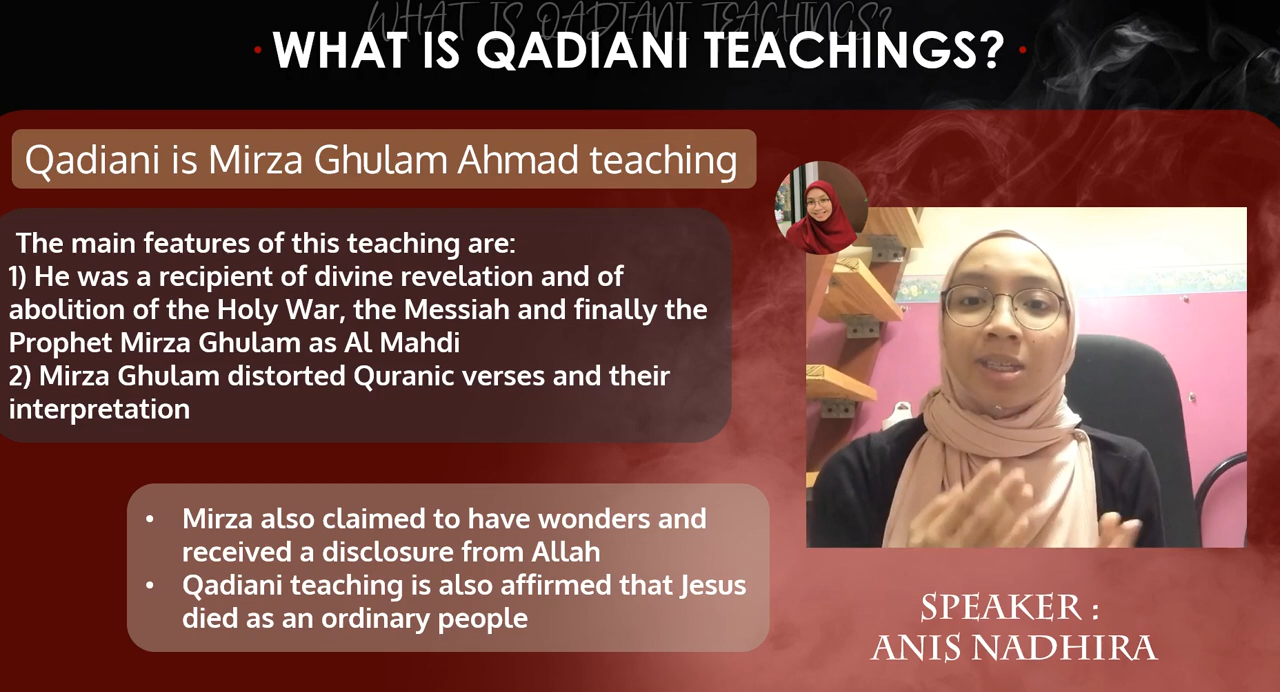 WHAT IS QADIANI TEACHINGS?
WHAT IS QADIANI TEACHINGS?
Qadiani is Mirza Ghulam Ahmad teaching
The main features of this teaching are:
1) He was a recipient of divine revelation and of
abolition of the Holy War, the Messiah and finally the
Prophet Mirza Ghulam as Al Mahdi
2) Mirza Ghulam distorted Quranic verses and their
interpretation
• Mirza also claimed to have wonders and
received a disclosure from Allah
• Qadiani teaching is also affirmed that Jesus
died as an ordinary people
SPEAKER :
ANIS NADHIRA